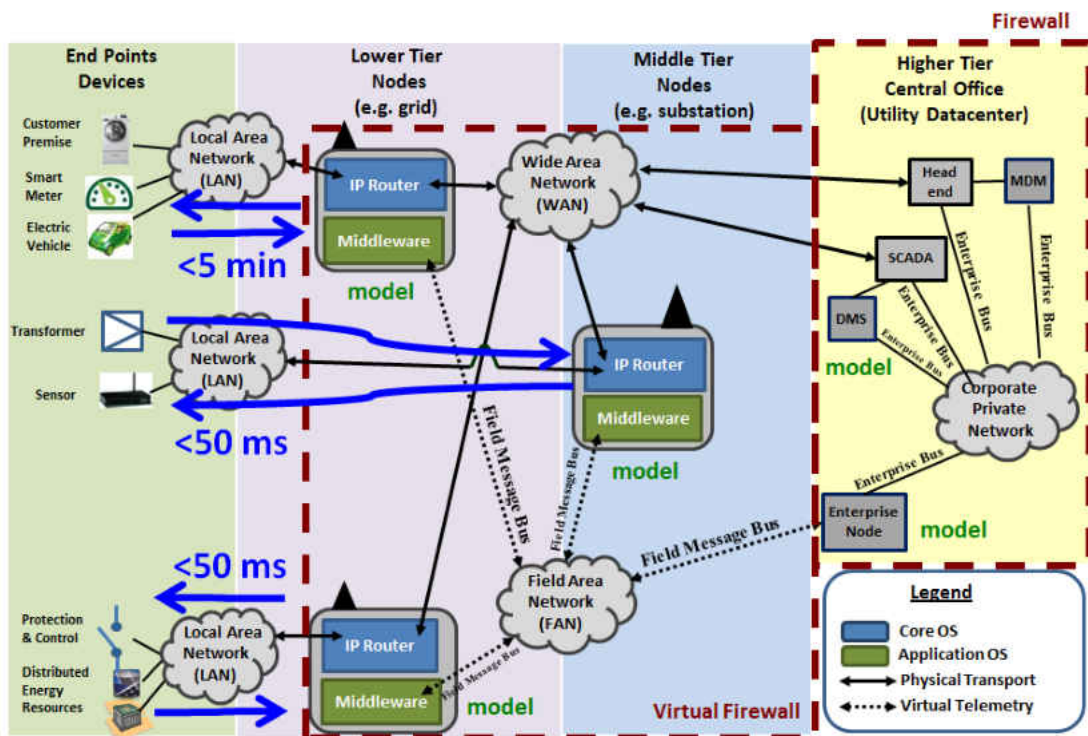 Firewall
End Points
Devices
Lower Tier
Nodes
(e.g. grid)
Middle Tier
Nodes
(e.g. substation)
Higher Tier
Central Office
(Utility Datacenter)
Customer
Premise
Smart
Meter
Electric
Vehicle
Local Area
Network
(LAN)
<5 min
IP Router
Middleware
model
Wide Area
Network
(WAN)
Head
end
MDM
SCADA
DMS
model
Enterprise Bus
Enterprise Bus
Enterprise Bus
Enterprise Bus
Corporate
Private
Network
Enterprise Bus
Enterprise
Node
model
Transformer
Sensor
Local Area
Network
(LAN)
<50 ms
IP Router
Middleware
model
Field Message Bus
Field Message Bus
Field Message Bus
Field Area
Network
(FAN)
<50 ms
Protection
& Control
Distributed
Energy
Resources
Local Area
Network
(LAN)
IP Router
Middleware
Field Message Bus
model
Virtual Firewall
Legend
Core OS
Application OS
Physical Transport
Virtual Telemetry